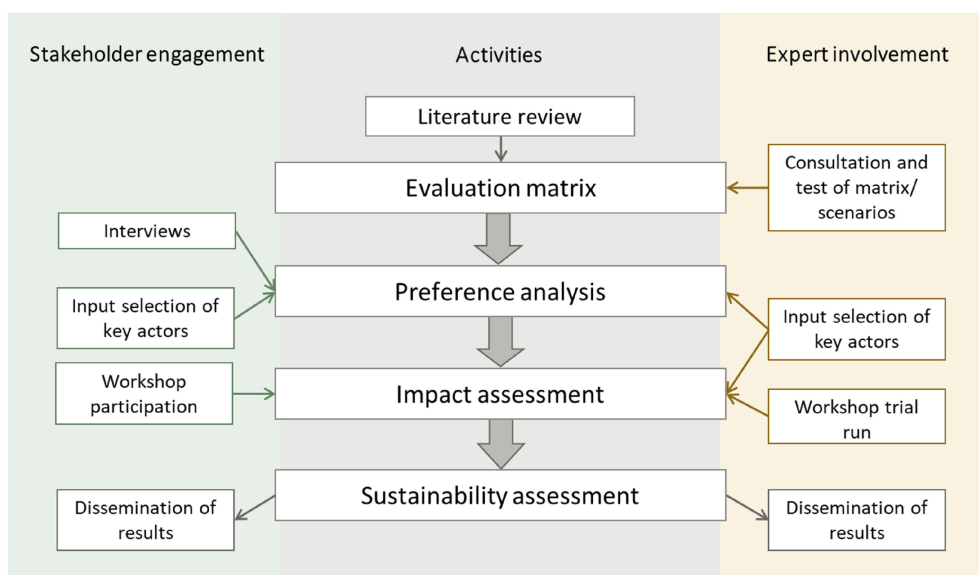 Stakeholder engagement
Activities
Expert involvement
Literature review
Evaluation matrix
Consultation and
test of matrix/
scenarios
Interviews
Preference analysis
Input selection of
key actors
Input selection of
key actors
Workshop
participation
Impact assessment
Workshop trial
run
Sustainability assessment
Dissemination of
results
Dissemination of
results